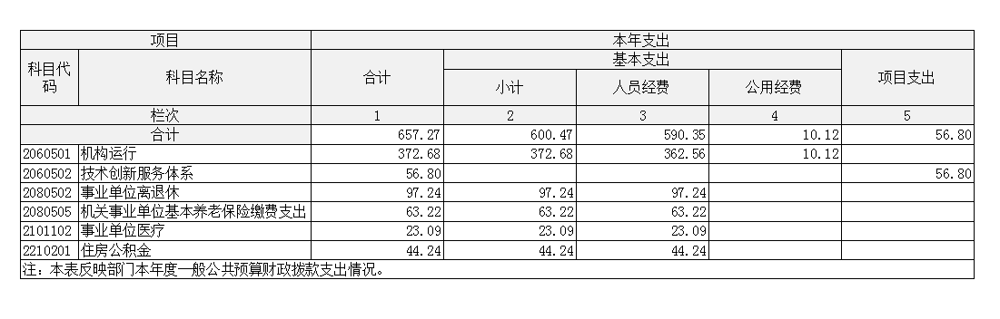 项目 本年支出
科目代码 科目名称 合计 基本支出 项目支出
小计 人员经费 公用经费
栏次 1 2 3 4 5
合计 657.27 600.47 590.35 10.12 56.80
2060501 机构运行 372.68 372.68 362.56 10.12
2060502 技术创新服务体系 56.80 56.80
2080502 事业单位离退休 97.24 97.24 97.24
2080505 机关事业单位基本养老保险缴费支出 63.22 63.22 63.22
2101102 事业单位医疗 23.09 23.09 23.09
2210201 住房公积金 44.24 44.24 44.24
注：本表反映部门本年度一般公共预算财政拨款支出情况。